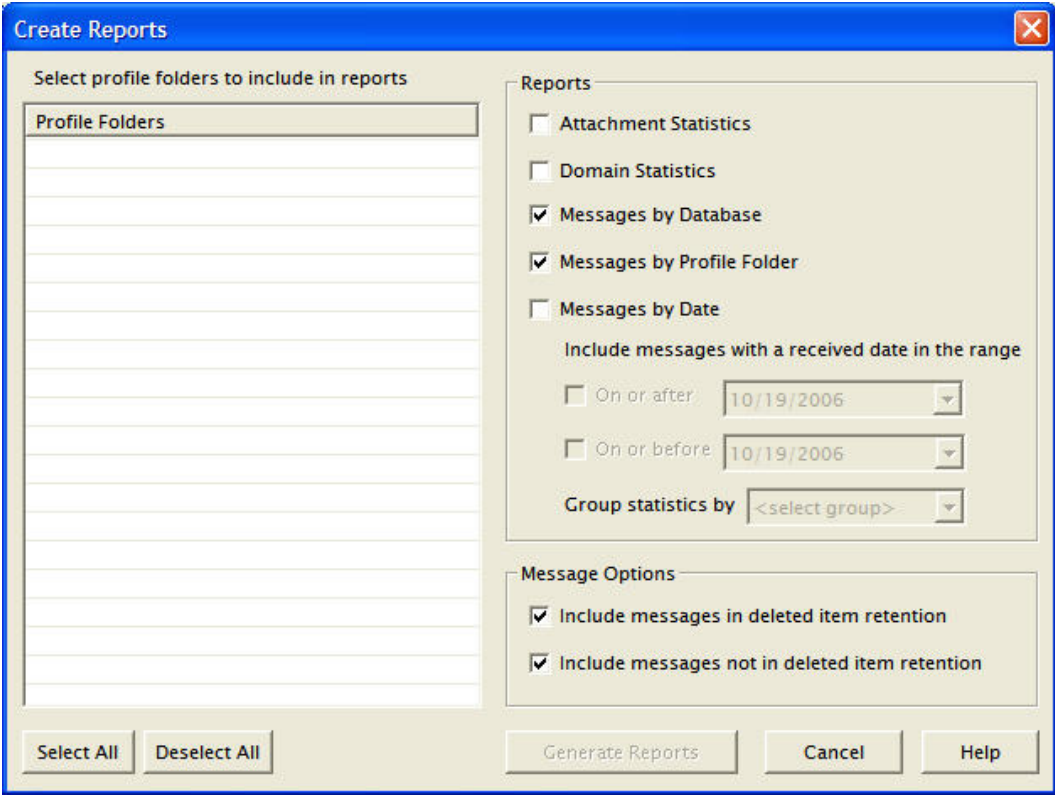 Create Reports
Select profile folders to include in reports
Profile Folders
Select All
Deselect All
Reports
Attachment Statistics
Domain Statistics
Messages by Database
Messages by Profile Folder
Messages by Date
Include messages with a received date in the range
On or after 10/19/2006
On or before 10/19/2006
Group statistics by <select group>
Message Options
Include messages in deleted item retention
Include messages not in deleted item retention
Generate Reports
Cancel
Help